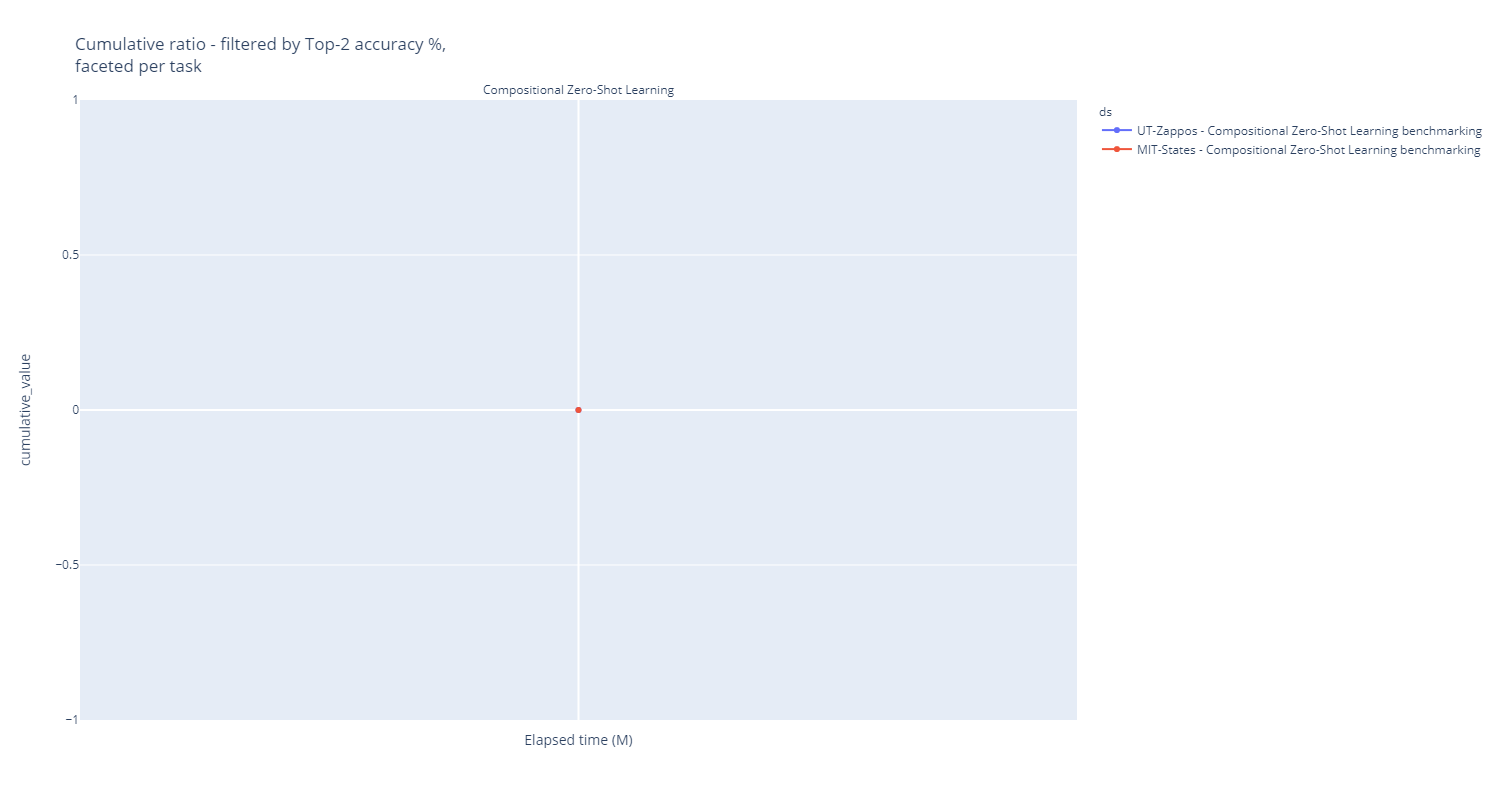 Cumulative ratio - filtered by Top-2 accuracy %,
faceted per task
Compositional Zero-Shot Learning
1
0.5
0
−0.5
−1
cumulative_value
Elapsed time (M)
ds
UT-Zappos - Compositional Zero-Shot Learning benchmarking
MIT-States - Compositional Zero-Shot Learning benchmarking